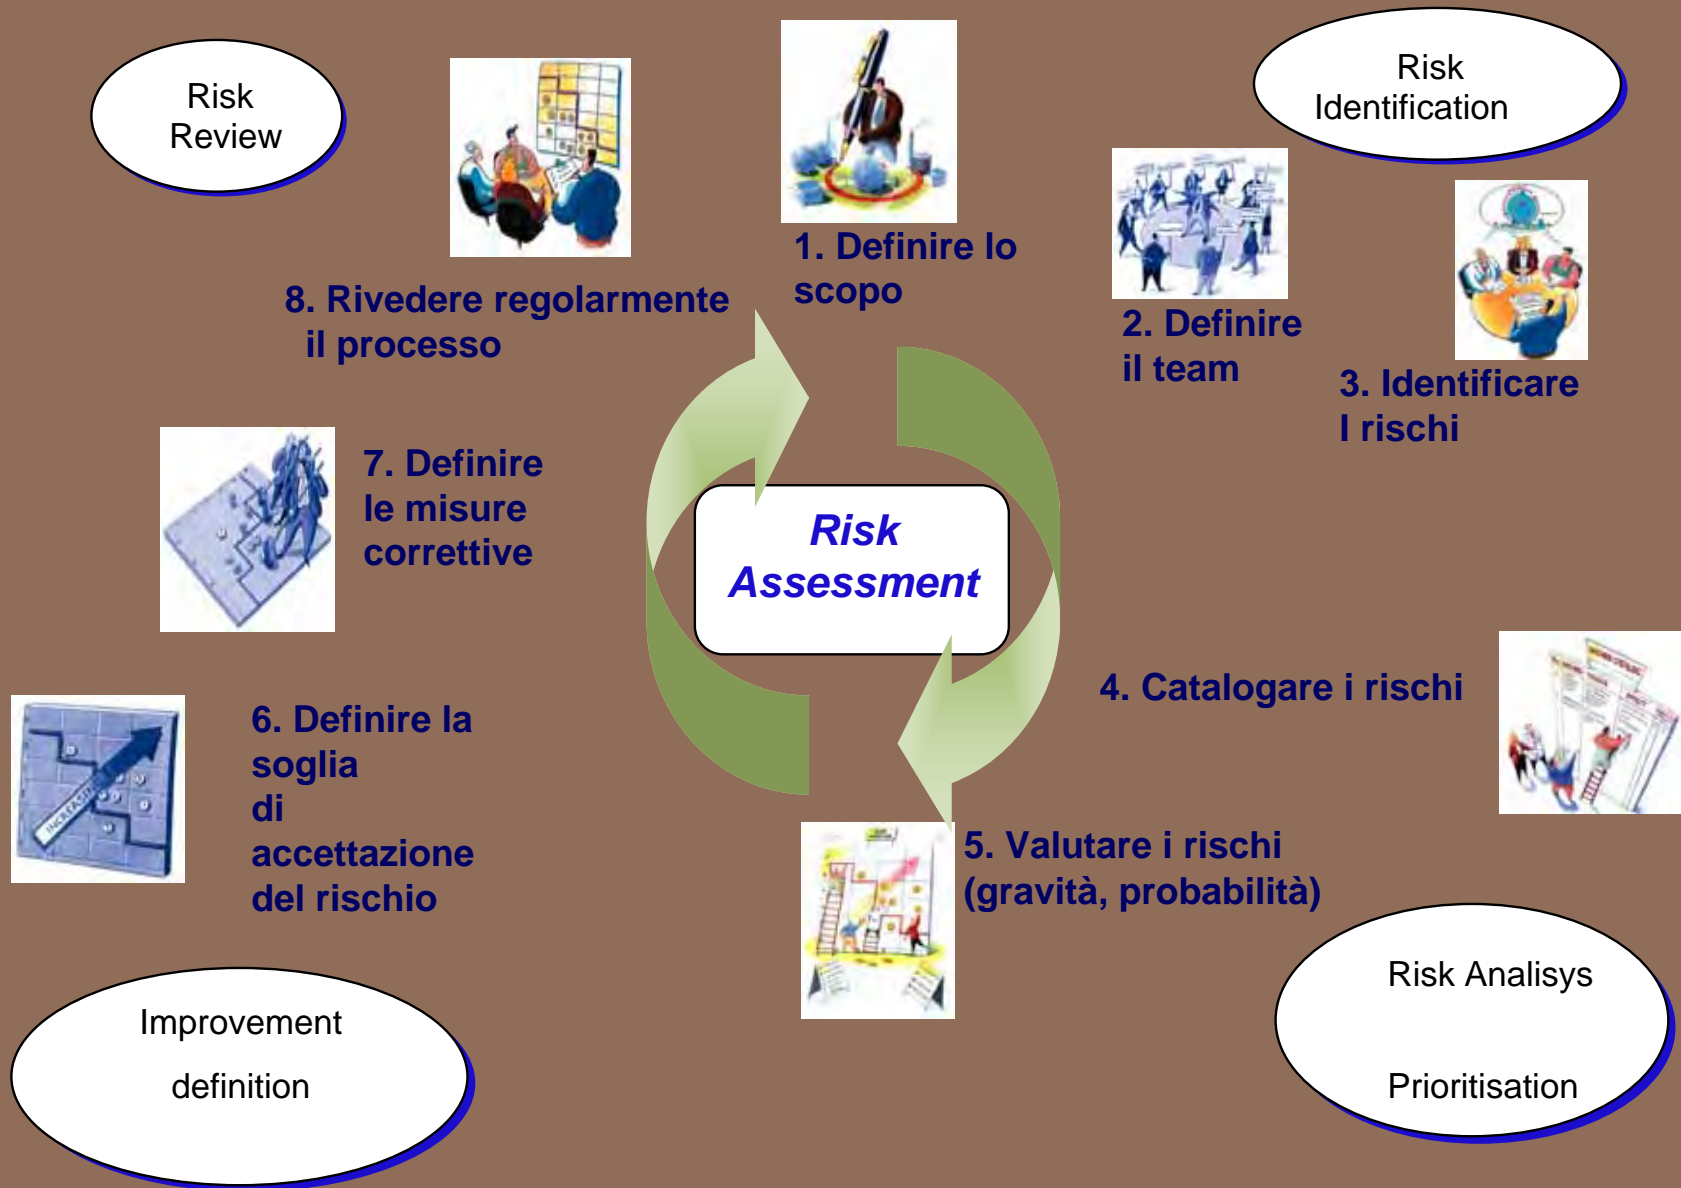 Risk
Review
Risk
Identification
1. Definire lo
scopo
2. Definire
il team
3. Identificare
I rischi
4. Catalogare i rischi
5. Valutare i rischi
(gravità, probabilità)
6. Definire la
soglia
di
accettazione
del rischio
7. Definire
le misure
correttive
8. Rivedere regolarmente
il processo
Risk
Assessment
Risk Analisys
Prioritisation
Improvement
definition